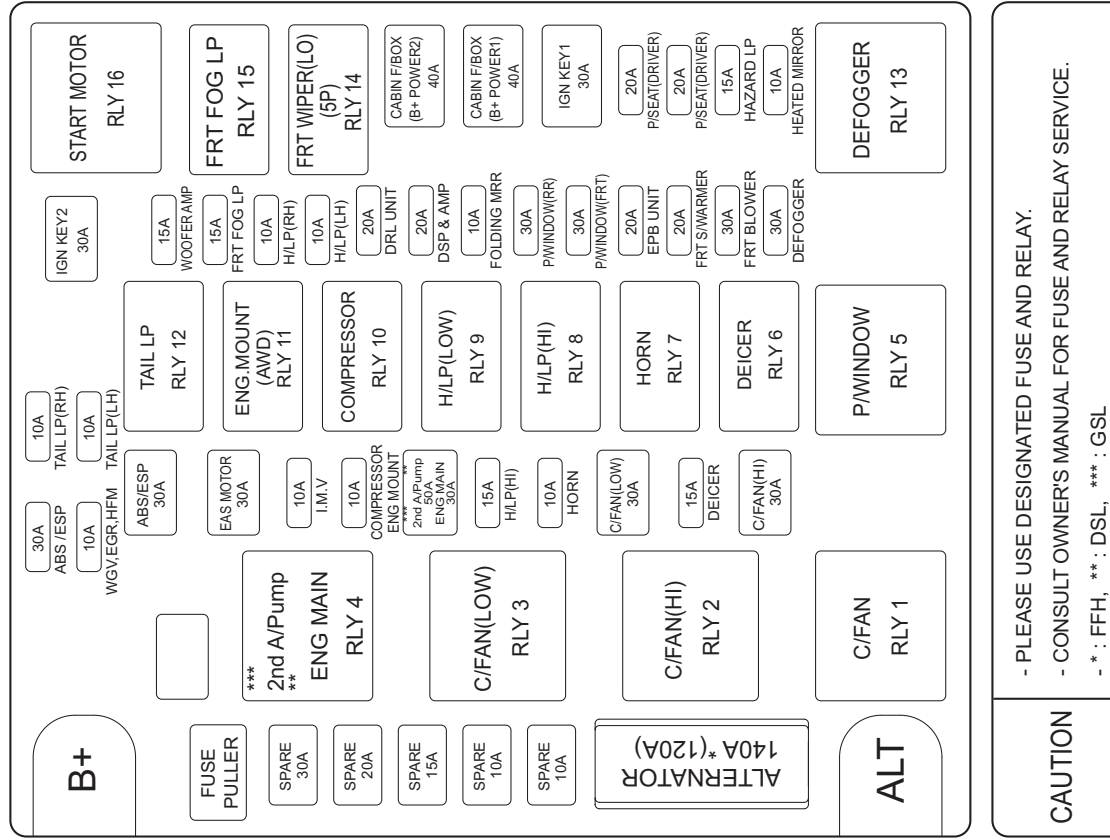 START MOTOR
RLY 16
FRT FOG LP
RLY 15
FRT WIPER(LO)
(5P)
RLY 14
CABIN F/BOX
(B+ POWER2)
40A
CABIN F/BOX
(B+ POWER1)
40A
IGN KEY1
30A
20A
P/SEAT(DRIVER)
20A
P/SEAT(DRIVER)
15A
HAZARD LP
10A
HEATED MIRROR
DEFOGGER
RLY 13
IGN KEY2
30A
15A
WOOFER AMP
15A
FRT FOG LP
10A
H/LP(RH)
10A
H/LP(LH)
20A
DRL UNIT
20A
DSP & AMP
10A
FOLDING MRR
30A
P/WINDOW(RR)
30A
P/WINDOW(FRT)
20A
EPB UNIT
20A
FRT S/WARMER
30A
FRT BLOWER
30A
DEFOGGER
TAIL LP
RLY 12
ENG.MOUNT
(AWD)
RLY 11
COMPRESSOR
RLY 10
H/LP(LOW)
RLY 9
H/LP(HI)
RLY 8
HORN
RLY 7
DEICER
RLY 6
P/WINDOW
RLY 5
10A
TAIL LP(RH)
10A
TAIL LP(LH)
30A
ABS /ESP
10A
WGV,EGR,HFM
ABS/ESP
30A
EAS MOTOR
30A
10A
I.M.V
10A
COMPRESSOR
ENG MOUNT
*** **
2nd A/Pump
50A
ENG MAIN
30A
15A
H/LP(HI)
10A
HORN
C/FAN(LOW)
30A
15A
DEICER
C/FAN(HI)
30A
***
2nd A/Pump
**
ENG MAIN
RLY 4
C/FAN(LOW)
RLY 3
C/FAN(HI)
RLY 2
C/FAN
RLY 1
B+
FUSE
PULLER
SPARE
30A
SPARE
20A
SPARE
15A
SPARE
10A
SPARE
10A
ALTERNATOR
140A *(120A)
ALT
CAUTION
- PLEASE USE DESIGNATED FUSE AND RELAY.
- CONSULT OWNER'S MANUAL FOR FUSE AND RELAY SERVICE.
- * : FFH, ** : DSL, *** : GSL